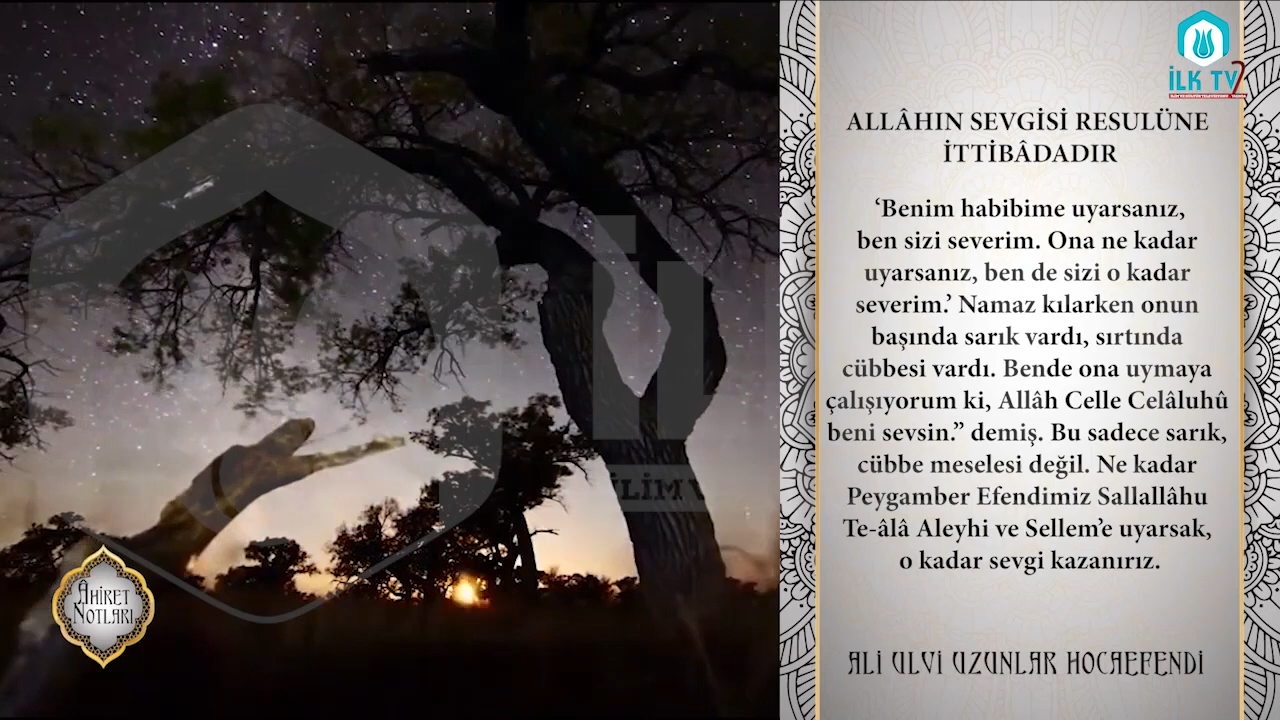 İLK TV2
ALLÂHIN SEVGİSİ RESULÜNE
İTTİBÂDADIR
‘Benim habibime uyarsanız,
ben sizi severim. Ona ne kadar
uyarsanız, ben de sizi o kadar
severim.’ Namaz kılarken onun
başında sarık vardı, sırtında
cübbesi vardı. Bende ona uymaya
çalışıyorum ki, Allâh Celle Celâluhû
beni sevsin.” demiş. Bu sadece sarık,
cübbe meselesi değil. Ne kadar
Peygamber Efendimiz Sallallâhu
Te-âlâ Aleyhi ve Sellem’e uyarsak,
o kadar sevgi kazanırız.
ALİ ULVİ UZUNLAR HOCAEFENDİ
ÂHİRET
NOTLARI
İL
İLİM V